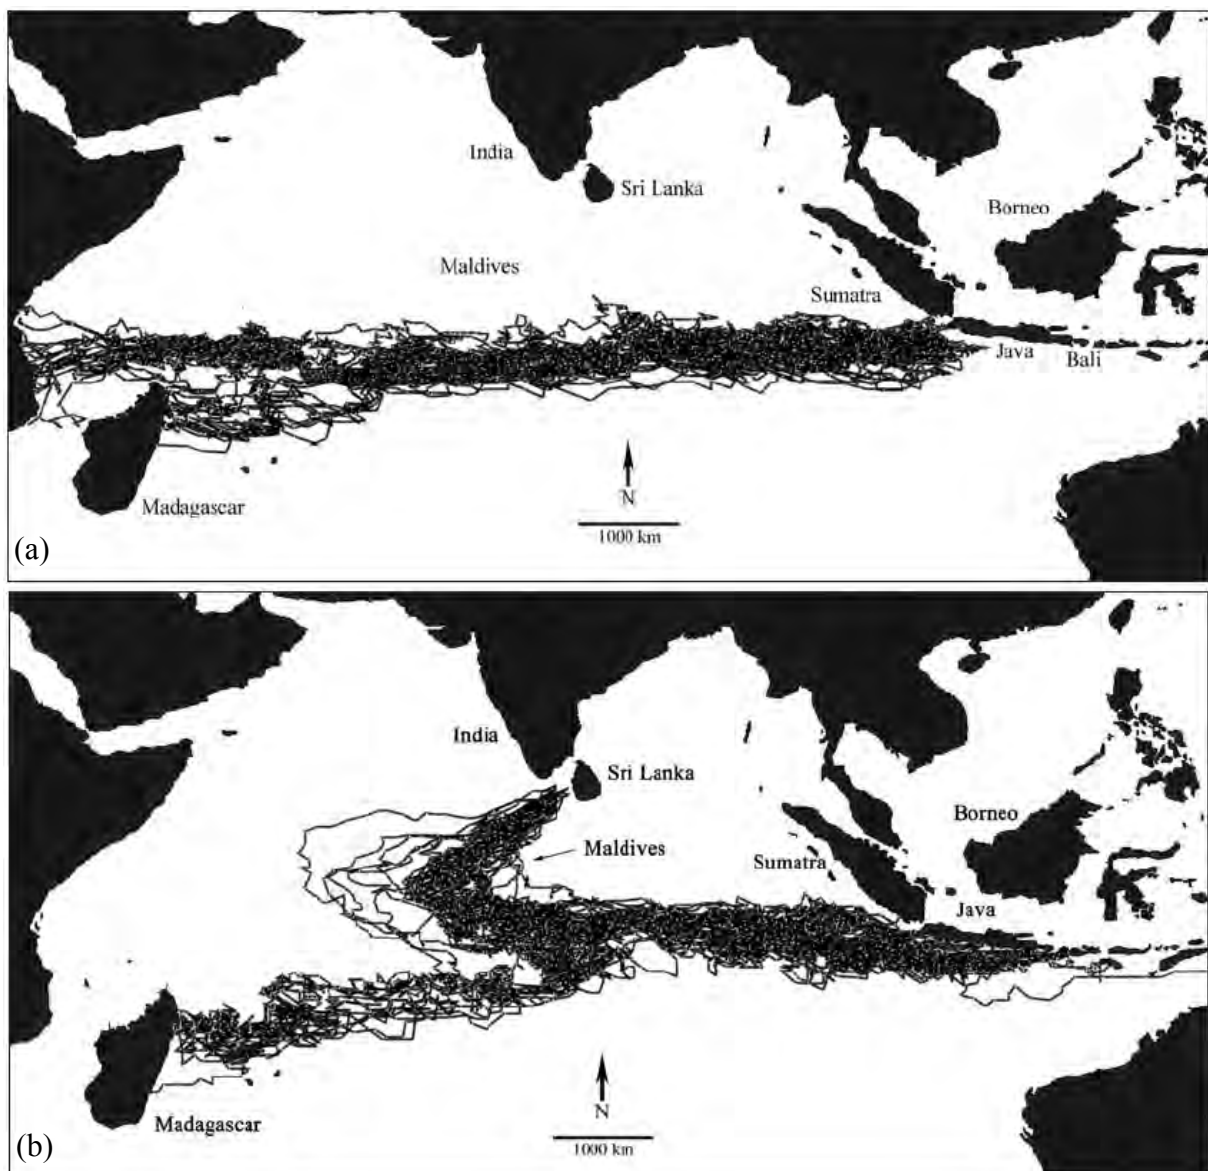 India
Sri Lanka
Borneo
Maldives
Sumatra
Java
Bali
N
1000 km
Madagascar
(a)
India
Sri Lanka
Borneo
Maldives
Sumatra
Java
N
1000 km
Madagascar
(b)